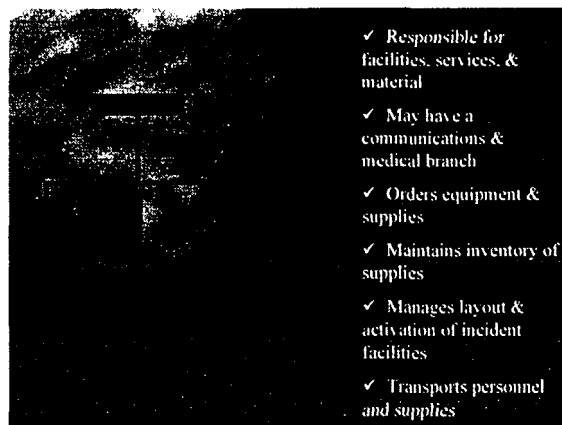 ✓ Responsible for
facilities, services, &
material
✓ May have a
communications &
medical branch
✓ Orders equipment &
supplies
✓ Maintains inventory of
supplies
✓ Manages layout &
activation of incident
facilities
✓ Transports personnel
and supplies